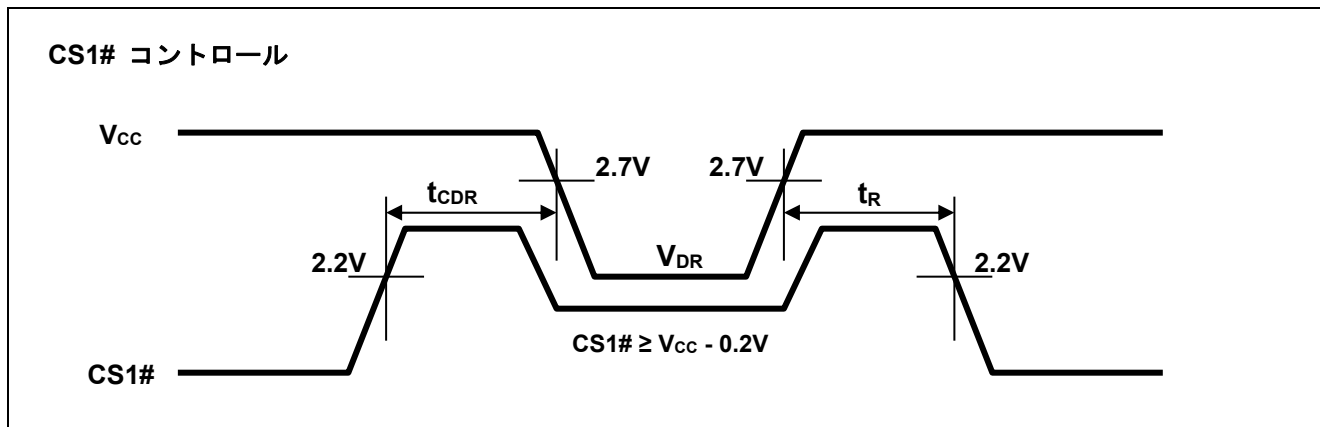 CS1# コントロール
Vcc
2.7V
2.7V
tCDR
tR
2.2V
VDR
2.2V
CS1# ≥ Vcc - 0.2V
CS1#